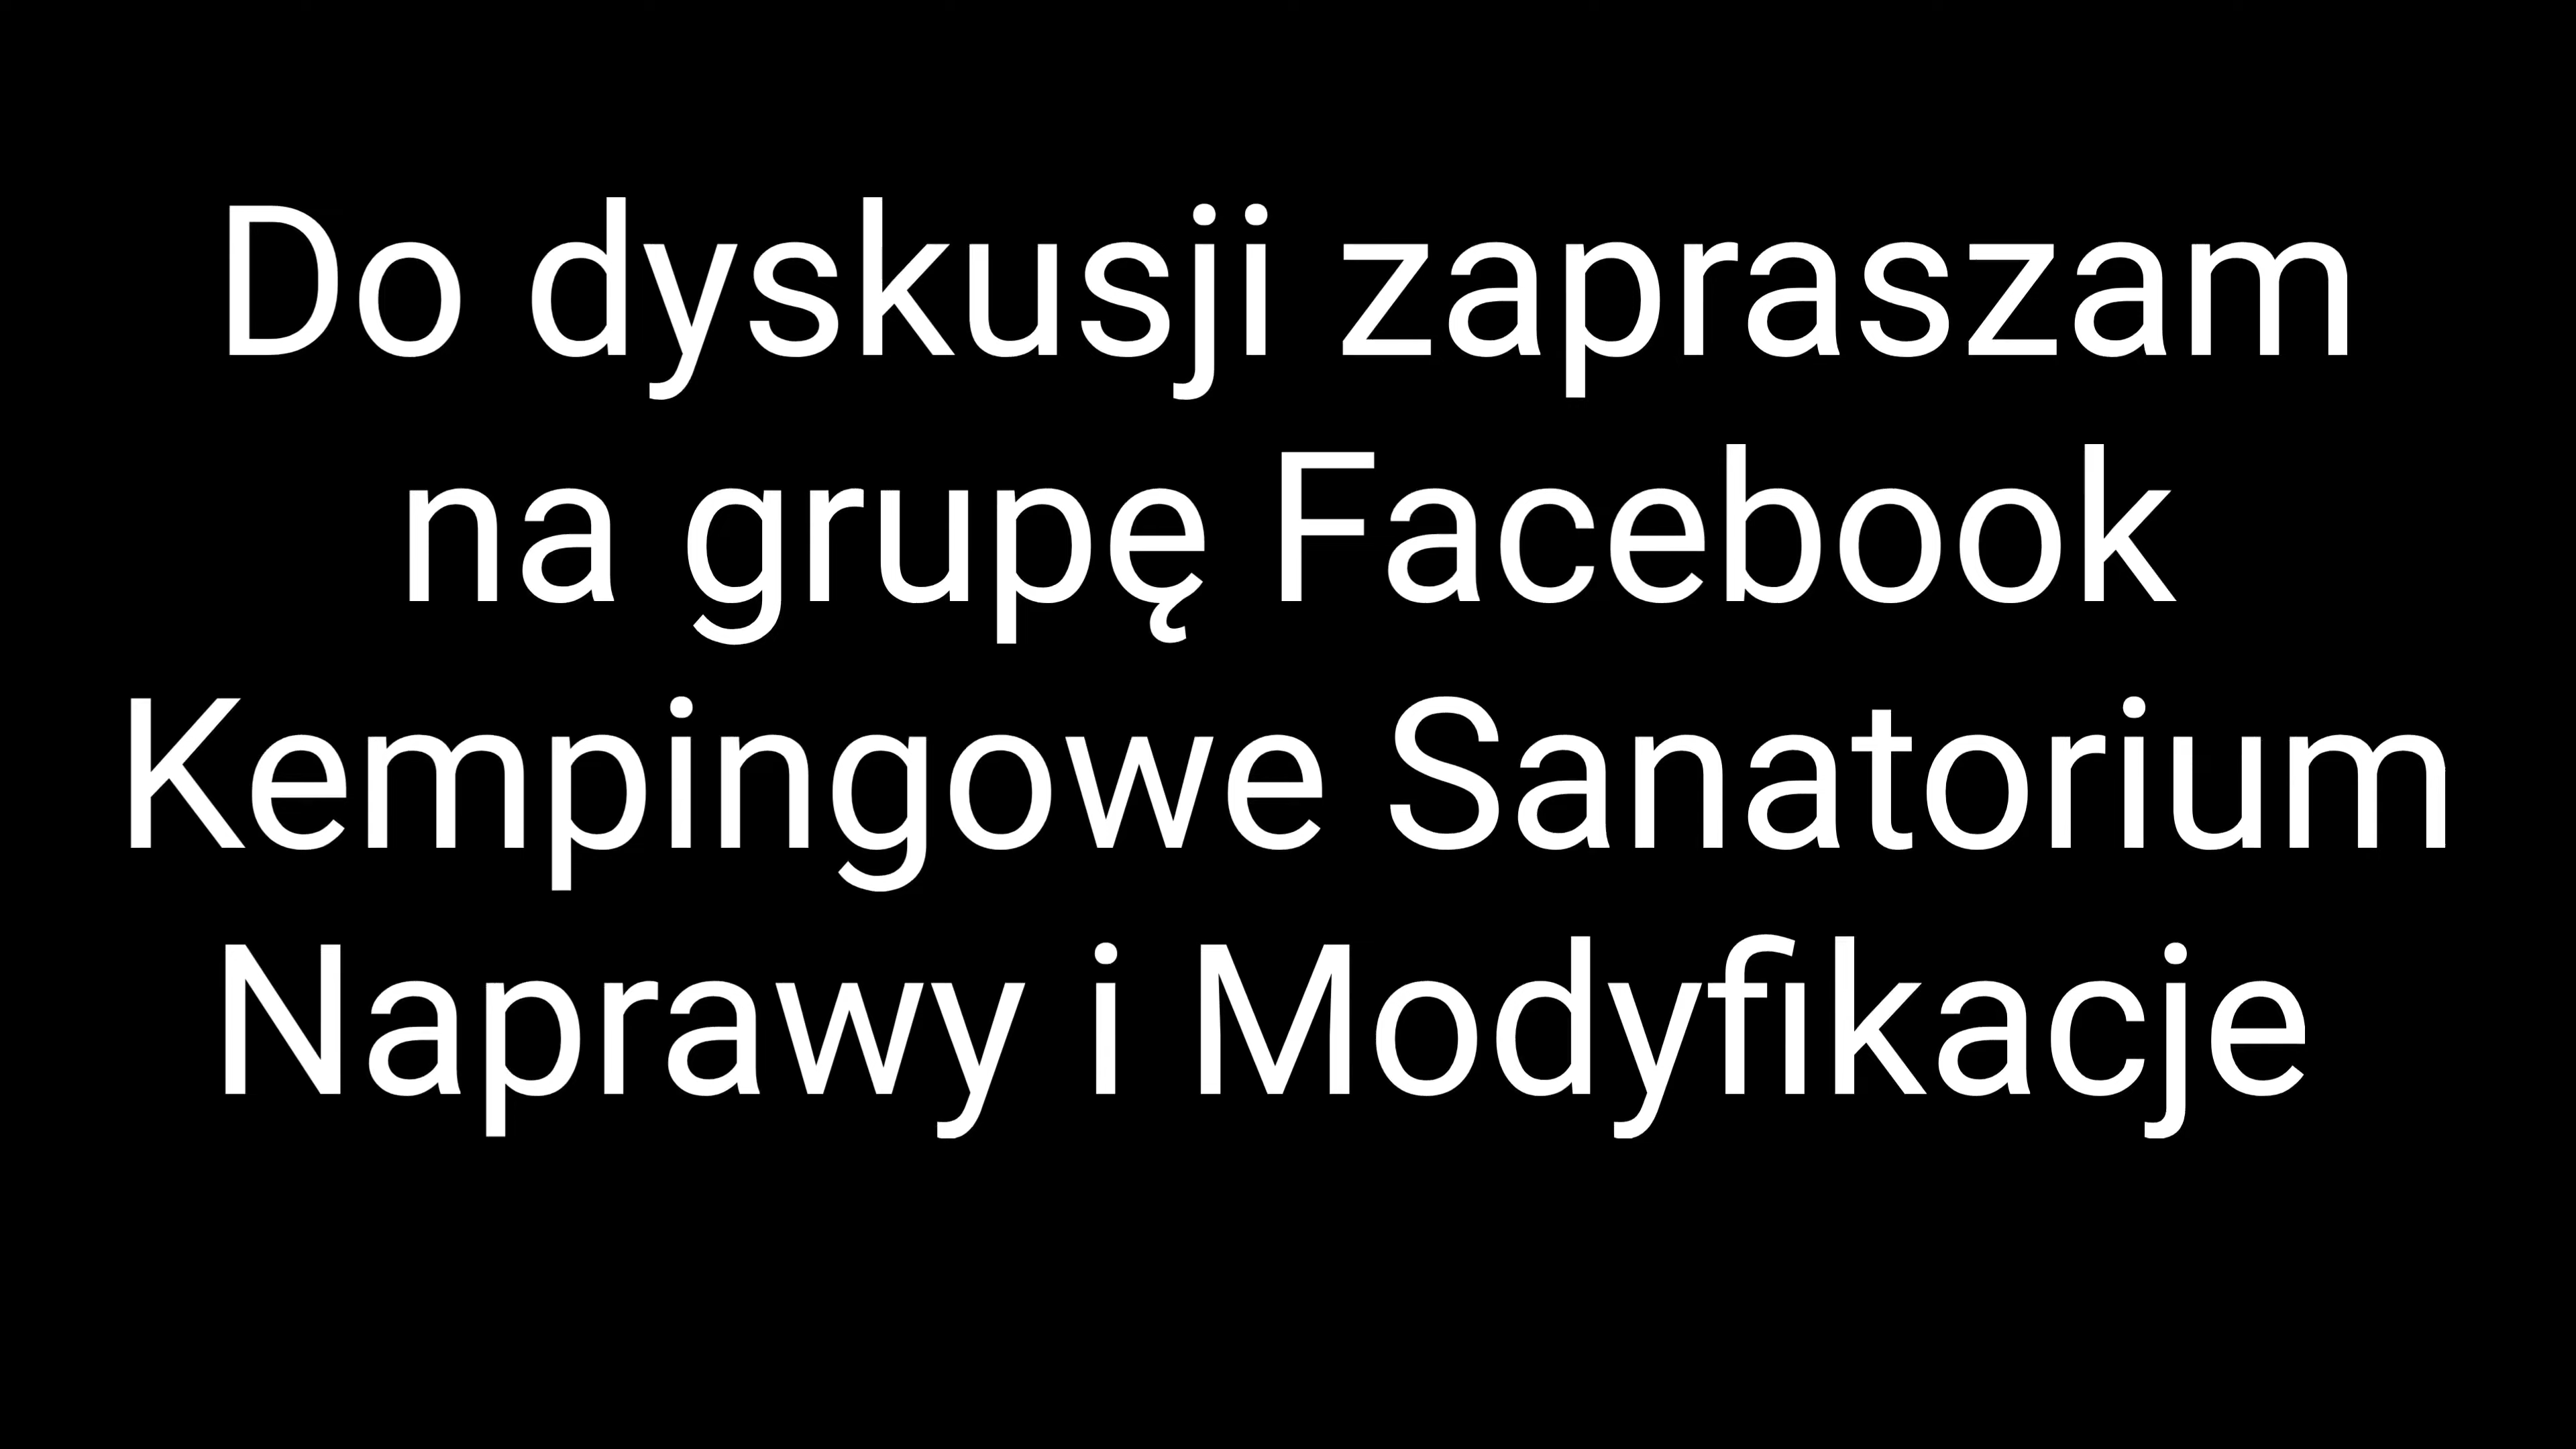 Do dyskusji zapraszam
na grupę Facebook
Kempingowe Sanatorium
Naprawy i Modyfikacje